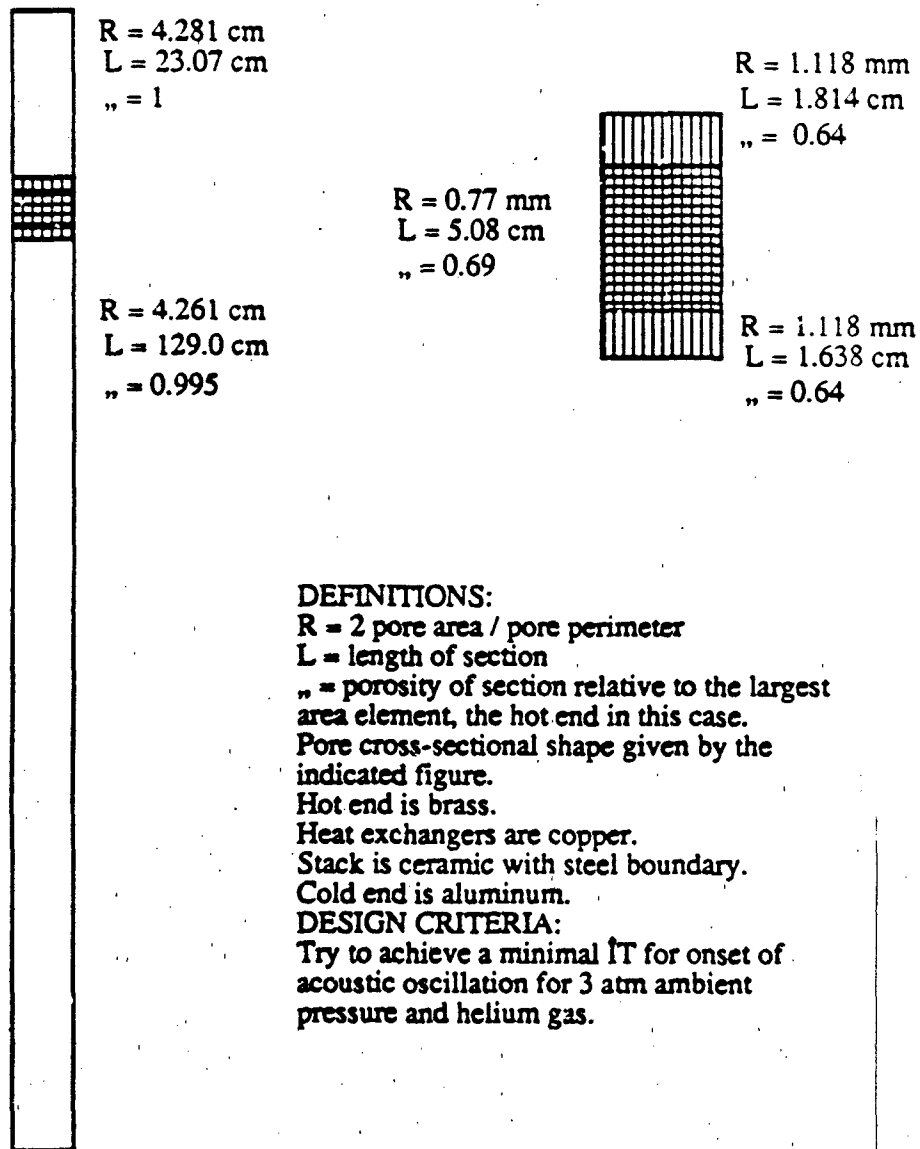 R = 4.281 cm
L = 23.07 cm
„ = 1
R = 1.118 mm
L = 1.814 cm
„ = 0.64
R = 0.77 mm
L = 5.08 cm
„ = 0.69
R = 4.261 cm
L = 129.0 cm
„ = 0.995
R = 1.118 mm
L = 1.638 cm
„ = 0.64
DEFINITIONS:
R = 2 pore area / pore perimeter
L = length of section
„ = porosity of section relative to the largest
area element, the hot end in this case.
Pore cross-sectional shape given by the
indicated figure.
Hot end is brass.
Heat exchangers are copper.
Stack is ceramic with steel boundary.
Cold end is aluminum.
DESIGN CRITERIA:
Try to achieve a minimal ÎT for onset of
acoustic oscillation for 3 atm ambient
pressure and helium gas.